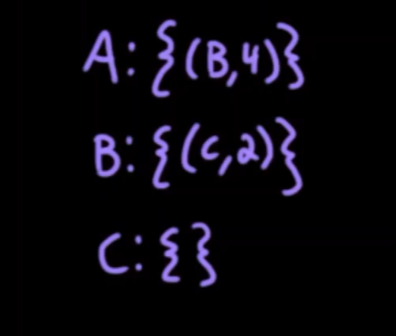 A: {(B,4)}
B: {(C,2)}
C: {}